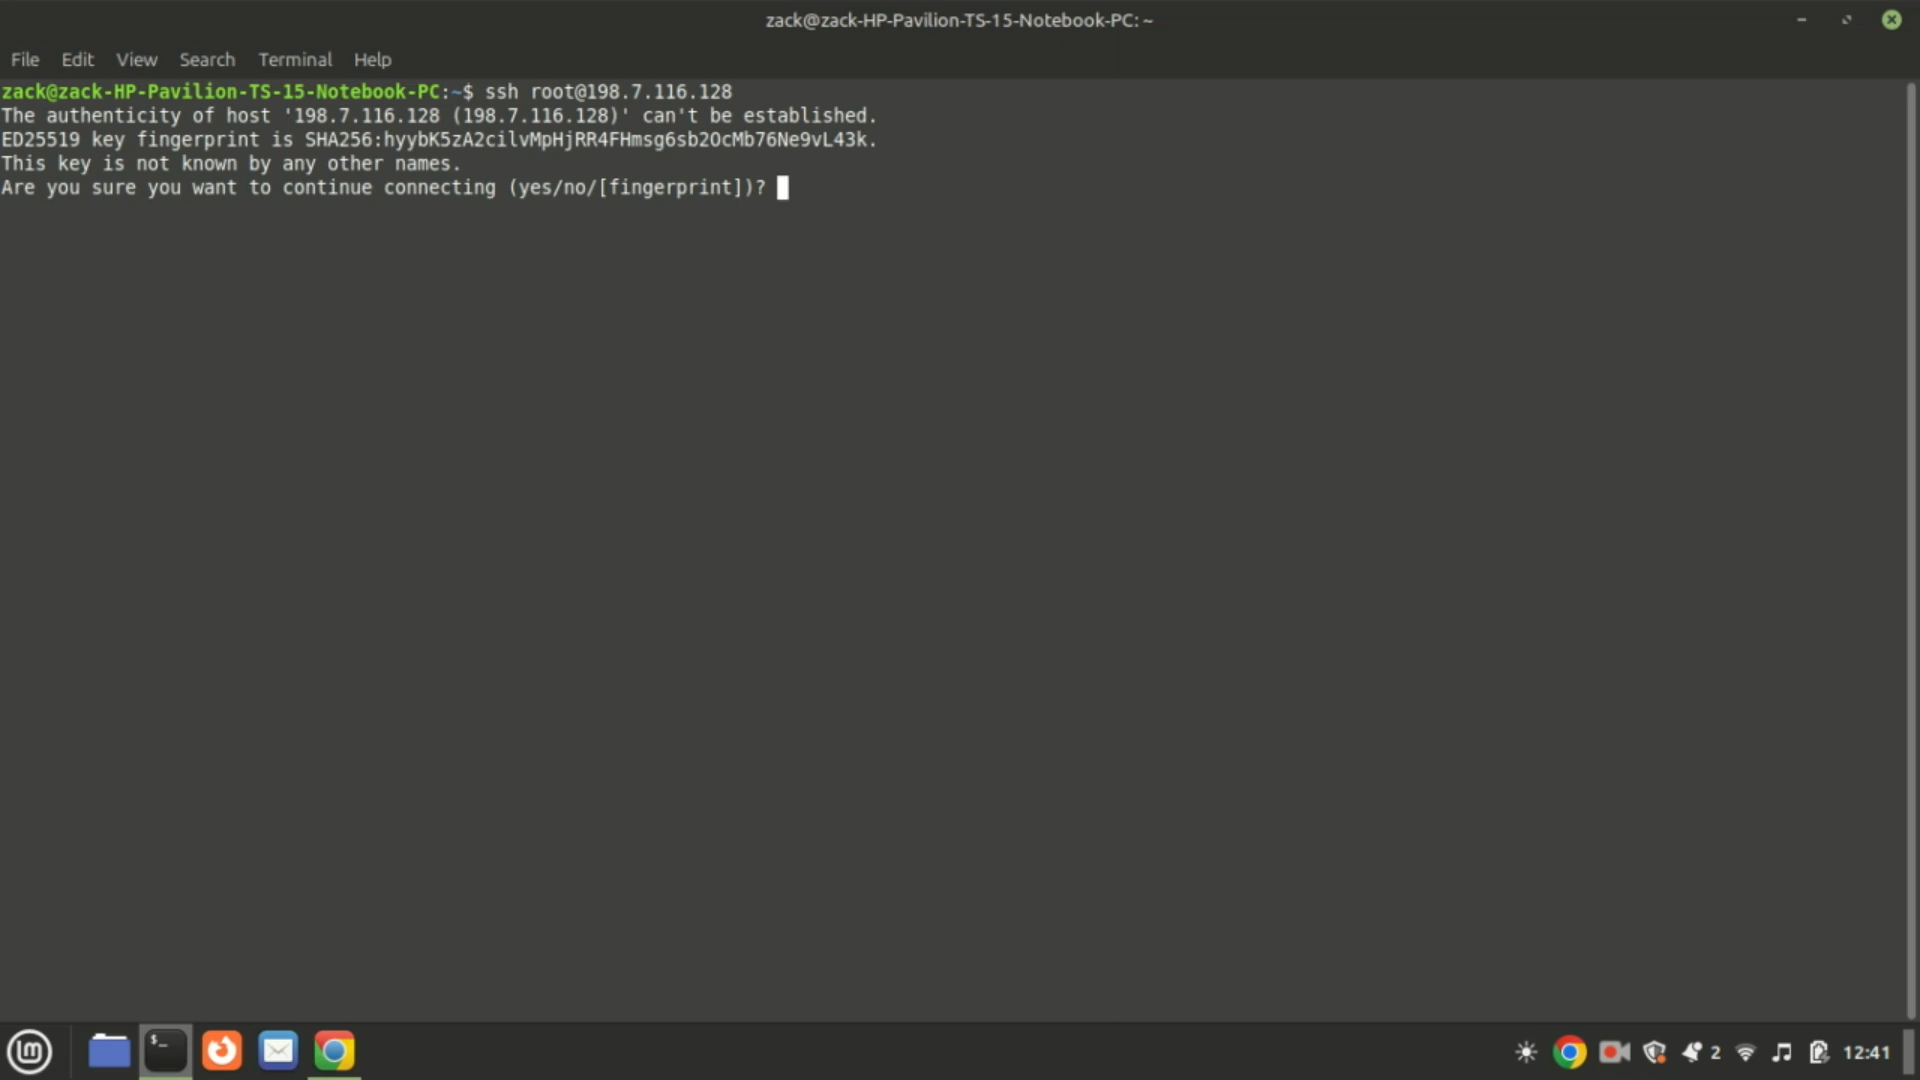 zack@zack-HP-Pavilion-TS-15-Notebook-PC: ~
File Edit View Search Terminal Help
zack@zack-HP-Pavilion-TS-15-Notebook-PC:~$ ssh root@198.7.116.128
The authenticity of host '198.7.116.128 (198.7.116.128)' can't be established.
ED25519 key fingerprint is SHA256:hyybK5zA2cilvMpHjRR4FHmsg6sb2OcMb76Ne9vL43k.
This key is not known by any other names.
Are you sure you want to continue connecting (yes/no/[fingerprint])?
$_
2
12:41